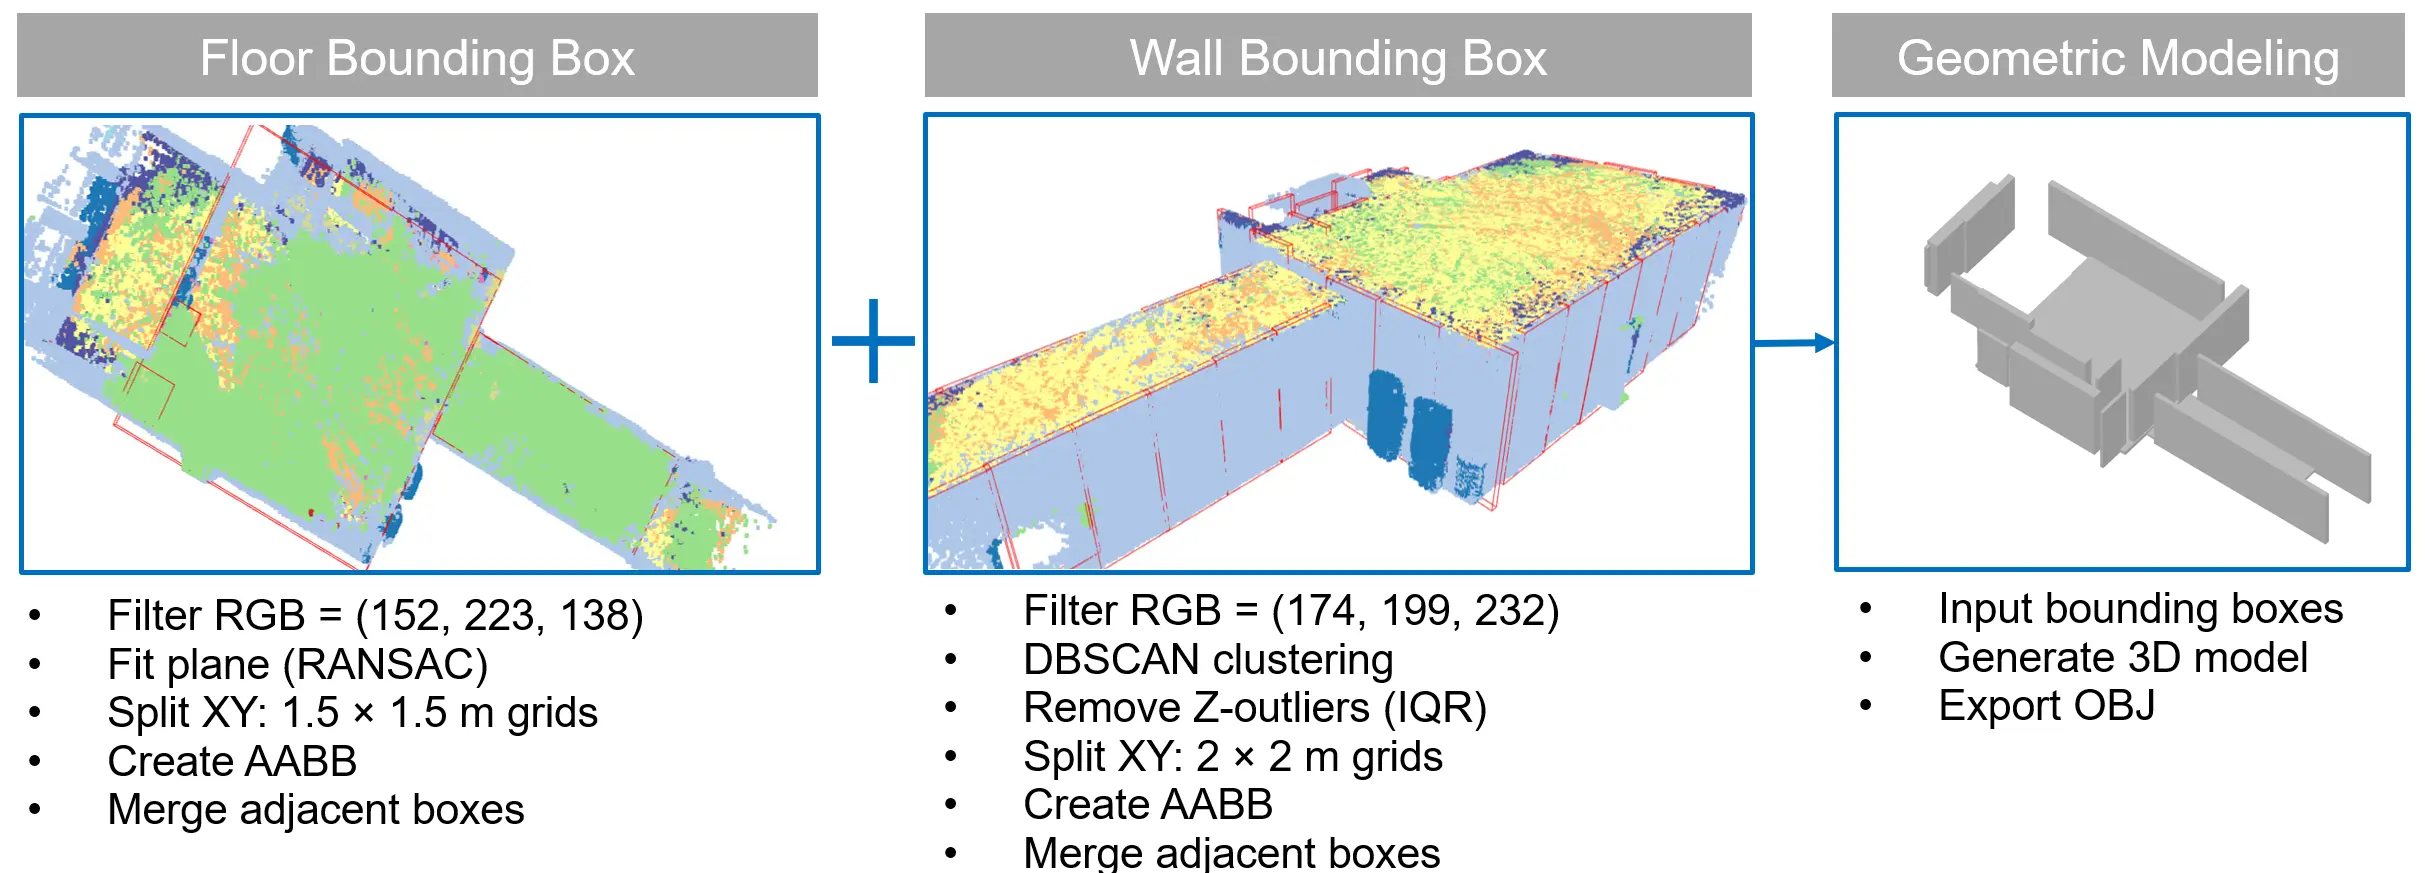 Floor Bounding Box
• Filter RGB = (152, 223, 138)
• Fit plane (RANSAC)
• Split XY: 1.5 × 1.5 m grids
• Create AABB
• Merge adjacent boxes
Wall Bounding Box
• Filter RGB = (174, 199, 232)
• DBSCAN clustering
• Remove Z-outliers (IQR)
• Split XY: 2 × 2 m grids
• Create AABB
• Merge adjacent boxes
Geometric Modeling
• Input bounding boxes
• Generate 3D model
• Export OBJ